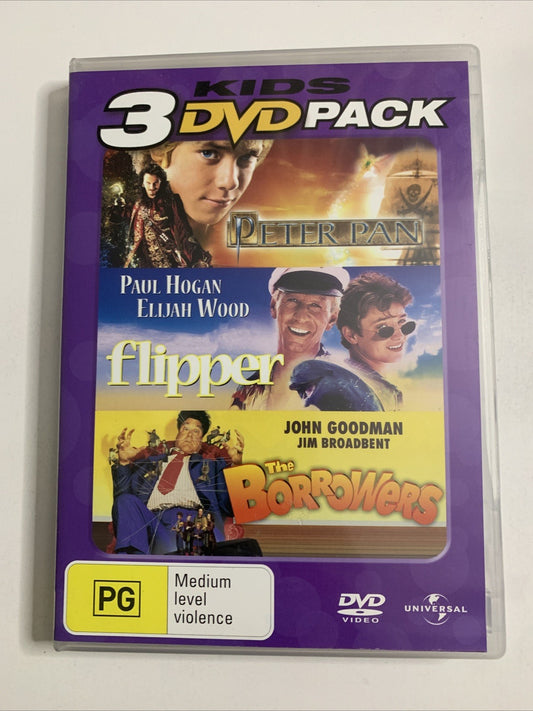 KIDS
3 DVD PACK
PETER PAN
PAUL HOGAN
ELIJAH WOOD
flipper
JOHN GOODMAN
JIM BROADBENT
The
BORROWERS
PG
Medium
level
violence
DVD
VIDEO
UNIVERSAL